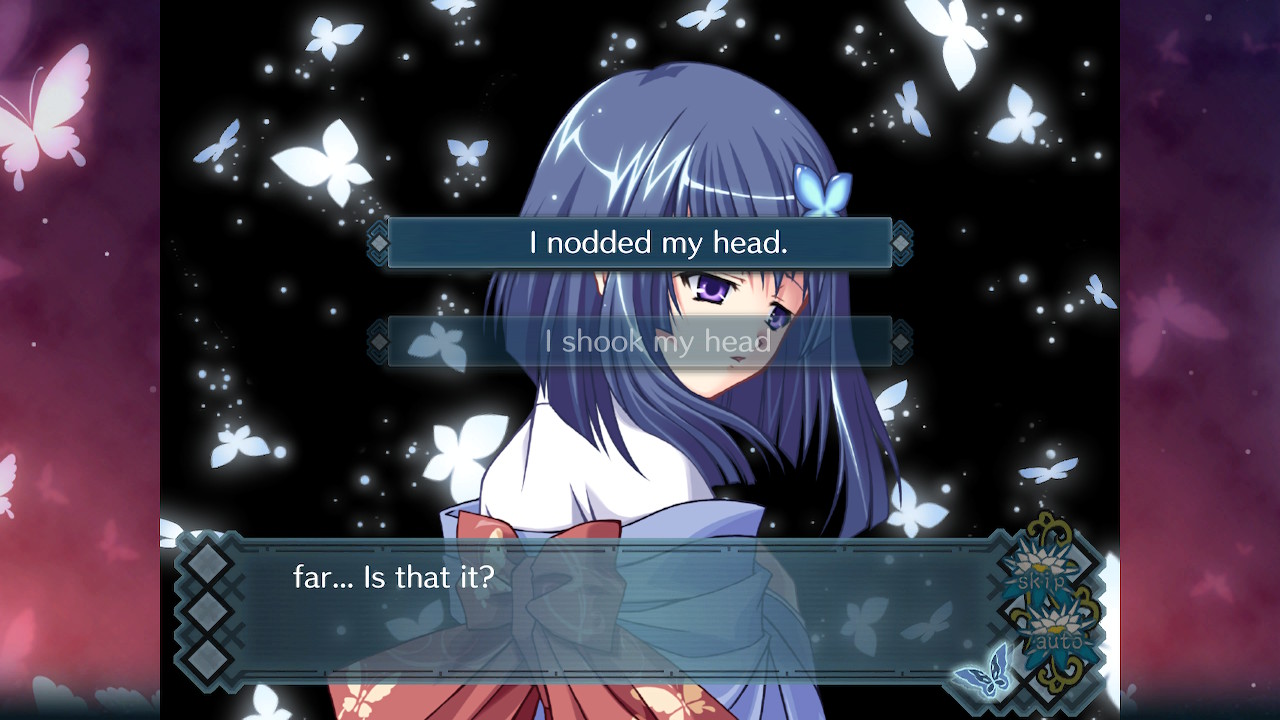 I nodded my head.
I shook my head
far... Is that it?
skip
auto